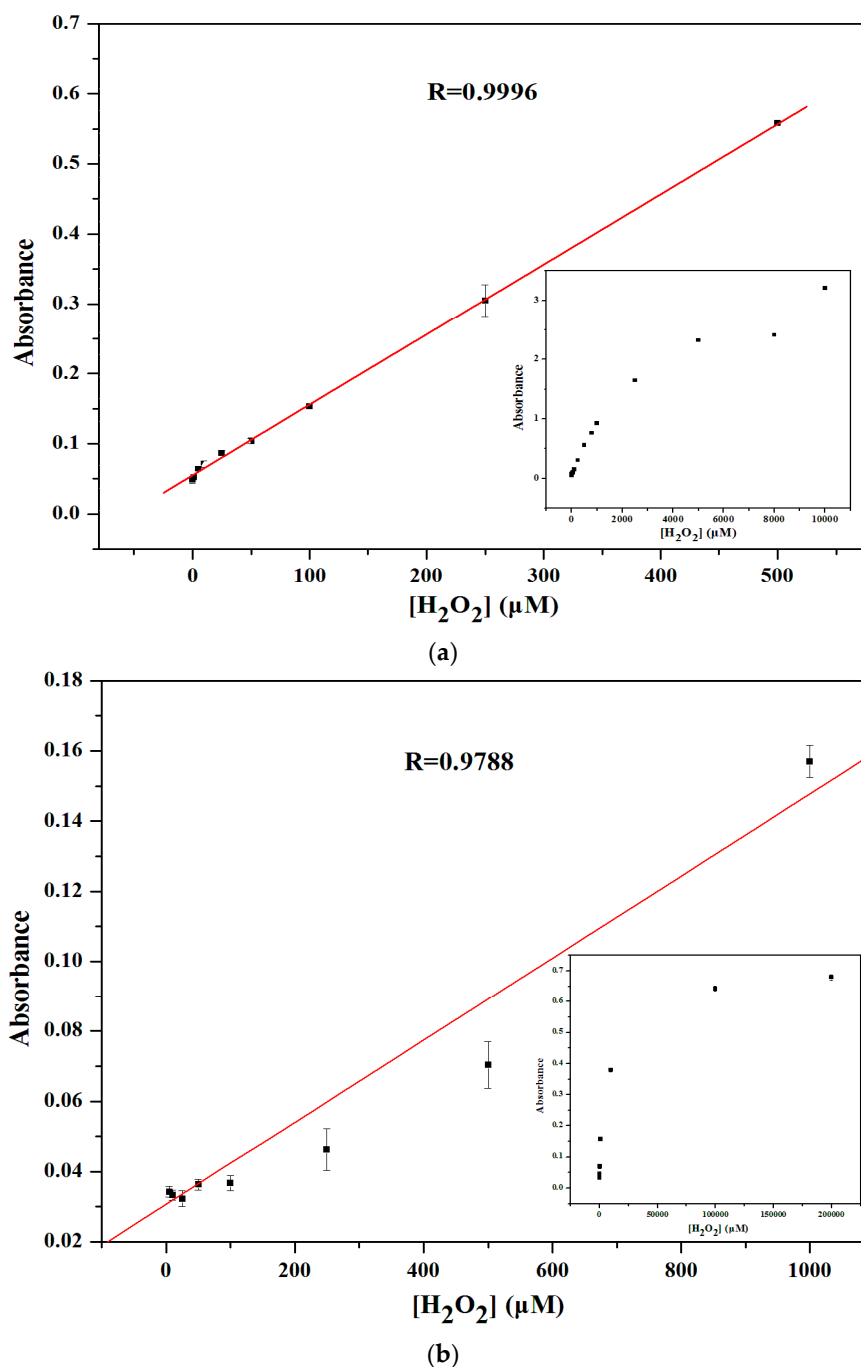 0.7
0.6
0.5
0.4
0.3
0.2
0.1
0.0
Absorbance
R=0.9996
3
2
1
0
Absorbance
0 2000 4000 6000 8000 10000
[H2O2] (µM)
0 100 200 300 400 500
[H2O2] (µM)
(a)
0.18
0.16
0.14
0.12
0.10
0.08
0.06
0.04
0.02
Absorbance
R=0.9788
0.7
0.6
0.5
0.4
0.3
0.2
0.1
0.0
Absorbance
0 50000 100000 150000 200000
[H2O2] (µM)
0 200 400 600 800 1000
[H2O2] (µM)
(b)